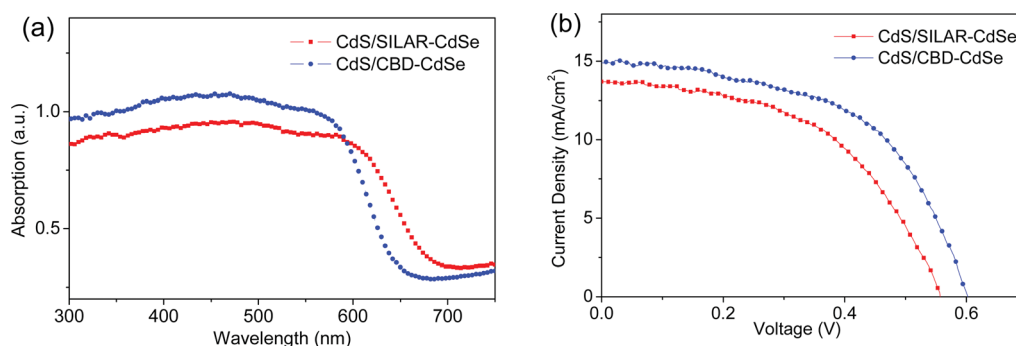 (a)
CdS/SILAR-CdSe
CdS/CBD-CdSe
1.0
0.5
Absorption (a.u.)
300 400 500 600 700
Wavelength (nm)
(b)
CdS/SILAR-CdSe
CdS/CBD-CdSe
20
15
10
5
0
Current Density (mA/cm²)
0.0 0.2 0.4 0.6
Voltage (V)